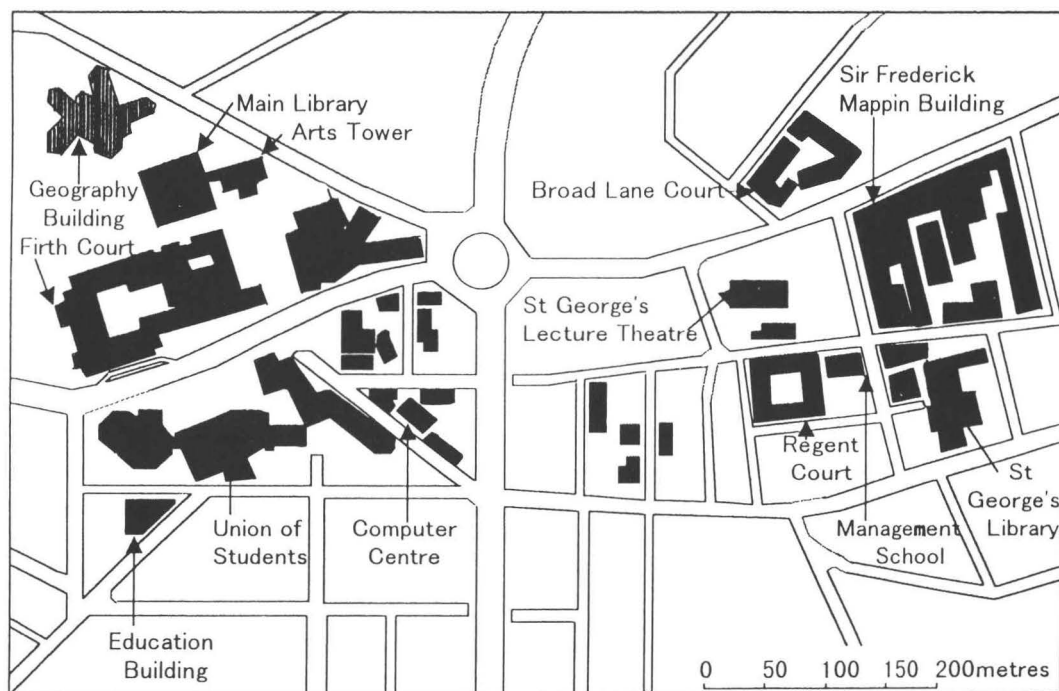 Main Library
Arts Tower
Geography
Building
Firth Court
Sir Frederick
Mappin Building
Broad Lane Court
St George's
Lecture Theatre
Regent
Court
St
George's
Library
Management
School
Union of
Students
Computer
Centre
Education
Building
0 50 100 150 200metres